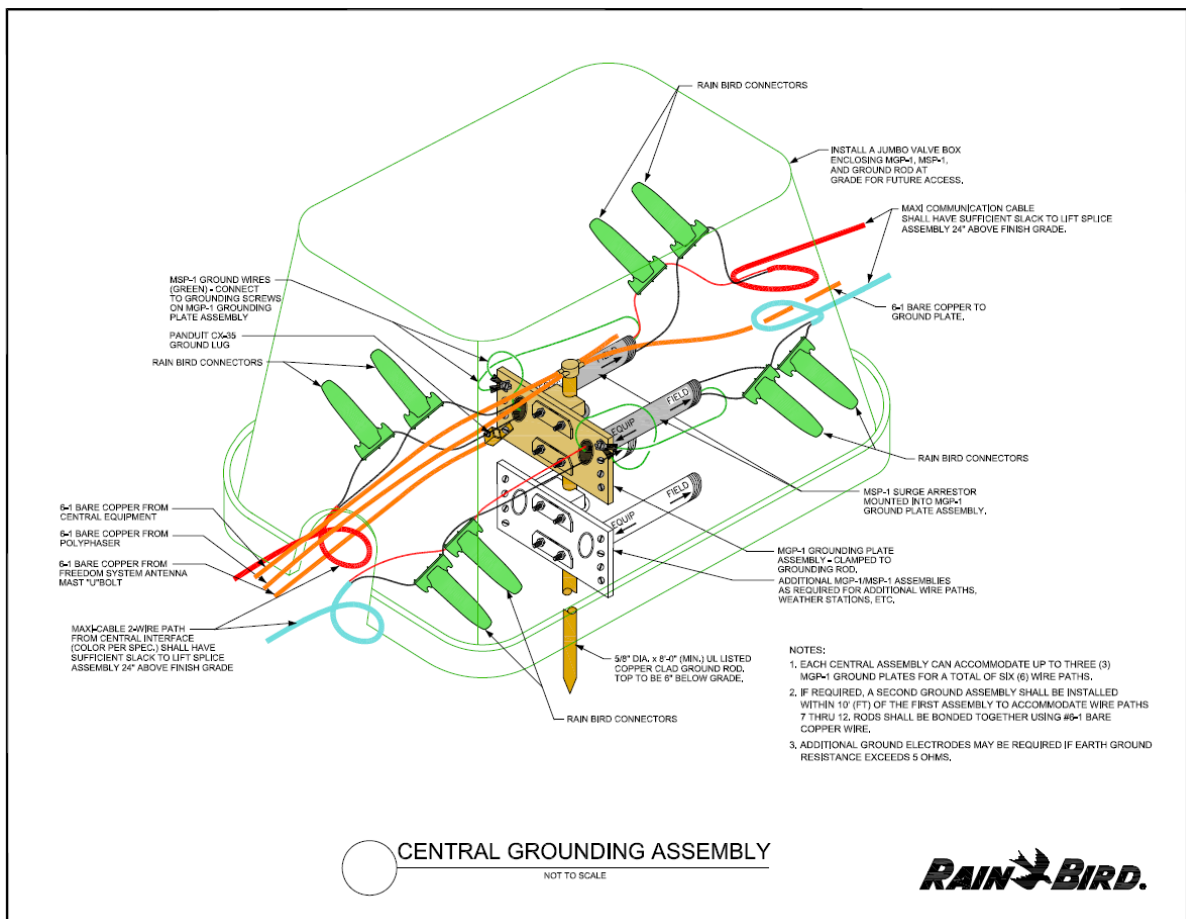 RAIN BIRD CONNECTORS
INSTALL A JUMBO VALVE BOX
ENCLOSING MGP-1, MSP-1,
AND GROUND ROD AT
GRADE FOR FUTURE ACCESS.
MAXI COMMUNICATION CABLE
SHALL HAVE SUFFICIENT SLACK TO LIFT SPLICE
ASSEMBLY 24" ABOVE FINISH GRADE.
MSP-1 GROUND WIRES
(GREEN) - CONNECT
TO GROUNDING SCREWS
ON MGP-1 GROUNDING
PLATE ASSEMBLY
6-1 BARE COPPER TO
GROUND PLATE.
PANDUIT CX-35
GROUND LUG
RAIN BIRD CONNECTORS
FIELD
FIELD
EQUIP
RAIN BIRD CONNECTORS
FIELD
EQUIP
MSP-1 SURGE ARRESTOR
MOUNTED INTO MGP-1
GROUND PLATE ASSEMBLY.
6-1 BARE COPPER FROM
CENTRAL EQUIPMENT
6-1 BARE COPPER FROM
POLYPHASER
6-1 BARE COPPER FROM
FREEDOM SYSTEM ANTENNA
MAST "U"BOLT
MGP-1 GROUNDING PLATE
ASSEMBLY - CLAMPED TO
GROUNDING ROD.
ADDITIONAL MGP-1/MSP-1 ASSEMBLIES
AS REQUIRED FOR ADDITIONAL WIRE PATHS,
WEATHER STATIONS, ETC.
MAXI-CABLE 2-WIRE PATH
FROM CENTRAL INTERFACE
(COLOR PER SPEC.) SHALL HAVE
SUFFICIENT SLACK TO LIFT SPLICE
ASSEMBLY 24" ABOVE FINISH GRADE
5/8" DIA. x 8'-0" (MIN.) UL LISTED
COPPER CLAD GROUND ROD.
TOP TO BE 6" BELOW GRADE.
RAIN BIRD CONNECTORS
NOTES:
1. EACH CENTRAL ASSEMBLY CAN ACCOMMODATE UP TO THREE (3)
MGP-1 GROUND PLATES FOR A TOTAL OF SIX (6) WIRE PATHS.
2. IF REQUIRED, A SECOND GROUND ASSEMBLY SHALL BE INSTALLED
WITHIN 10' (FT) OF THE FIRST ASSEMBLY TO ACCOMMODATE WIRE PATHS
7 THRU 12. RODS SHALL BE BONDED TOGETHER USING #6-1 BARE
COPPER WIRE.
3. ADDITIONAL GROUND ELECTRODES MAY BE REQUIRED IF EARTH GROUND
RESISTANCE EXCEEDS 5 OHMS.
CENTRAL GROUNDING ASSEMBLY
NOT TO SCALE
RAIN BIRD.